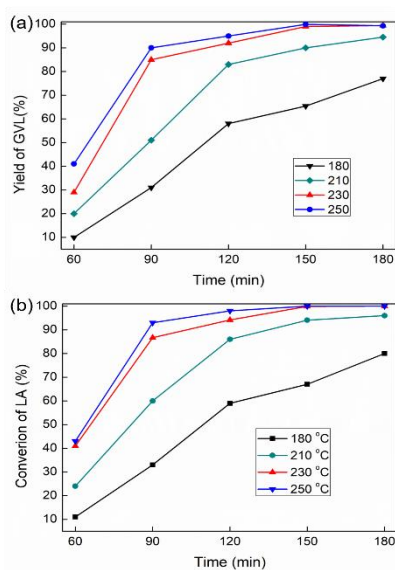 (a)
Yield of GVL(%)
100
90
80
70
60
50
40
30
20
10
180
210
230
250
60 90 120 150 180
Time (min)
(b)
Converion of LA (%)
100
90
80
70
60
50
40
30
20
10
180 °C
210 °C
230 °C
250 °C
60 90 120 150 180
Time (min)